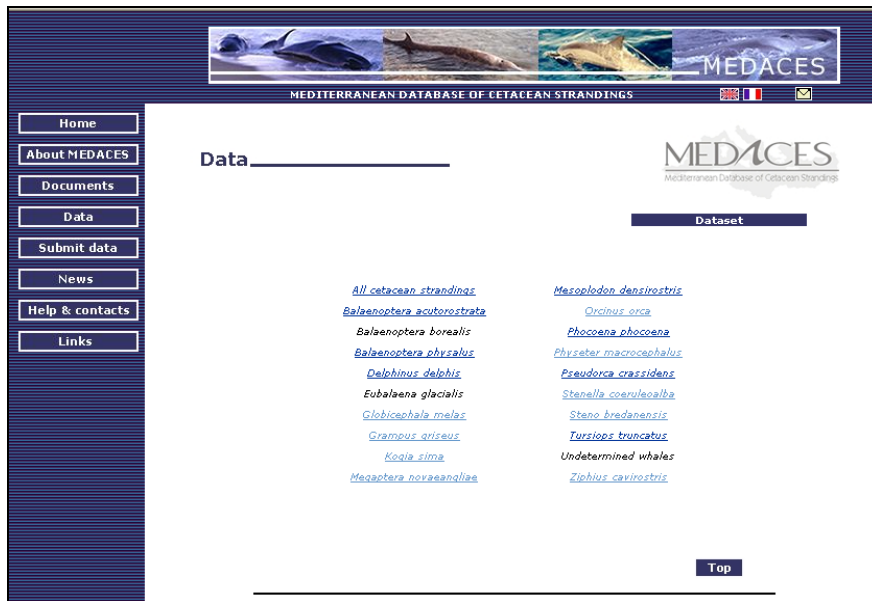 MEDACES
MEDITERRANEAN DATABASE OF CETACEAN STRANDINGS
Home
About MEDACES
Documents
Data
Submit data
News
Help & contacts
Links
Data
MEDACES
Mediterranean Database of Cetacean Strandings
Dataset
All cetacean strandings
Balaenoptera acutorostrata
Balaenoptera borealis
Balaenoptera physalus
Delphinus delphis
Eubalaena glacialis
Globicephala melas
Grampus griseus
Kogia sima
Megaptera novaeangliae
Mesoplodon densirostris
Orcinus orca
Phocoena phocoena
Physeter macrocephalus
Pseudorca crassidens
Stenella coeruleoalba
Steno bredanensis
Tursiops truncatus
Undetermined whales
Ziphius cavirostris
Top